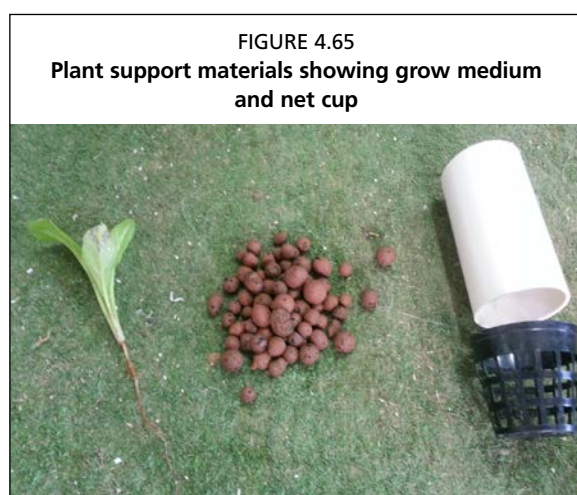 FIGURE 4.65
Plant support materials showing grow medium
and net cup